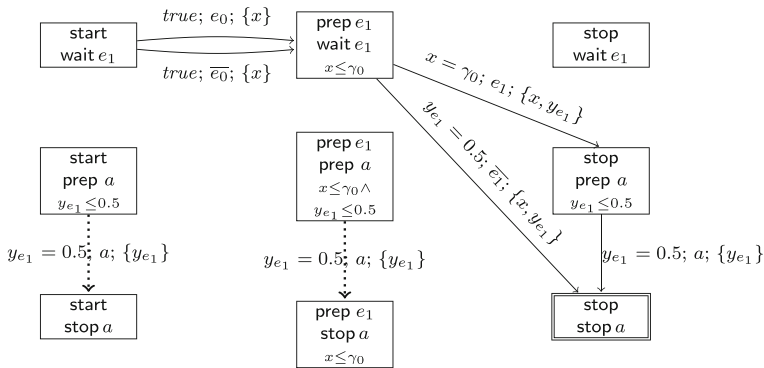 start
wait e₁
true; e₀; {x}
true; e̅₀̅; {x}
prep e₁
wait e₁
x≤γ₀
stop
wait e₁
x = γ₀; e₁; {x, yₑ₁}
yₑ₁ = 0.5; e̅₁̅; {x, yₑ₁}
start
prep a
yₑ₁≤0.5
prep e₁
prep a
x≤γ₀∧
yₑ₁≤0.5
stop
prep a
yₑ₁≤0.5
yₑ₁ = 0.5; a; {yₑ₁}
yₑ₁ = 0.5; a; {yₑ₁}
yₑ₁ = 0.5; a; {yₑ₁}
start
stop a
prep e₁
stop a
x≤γ₀
stop
stop a